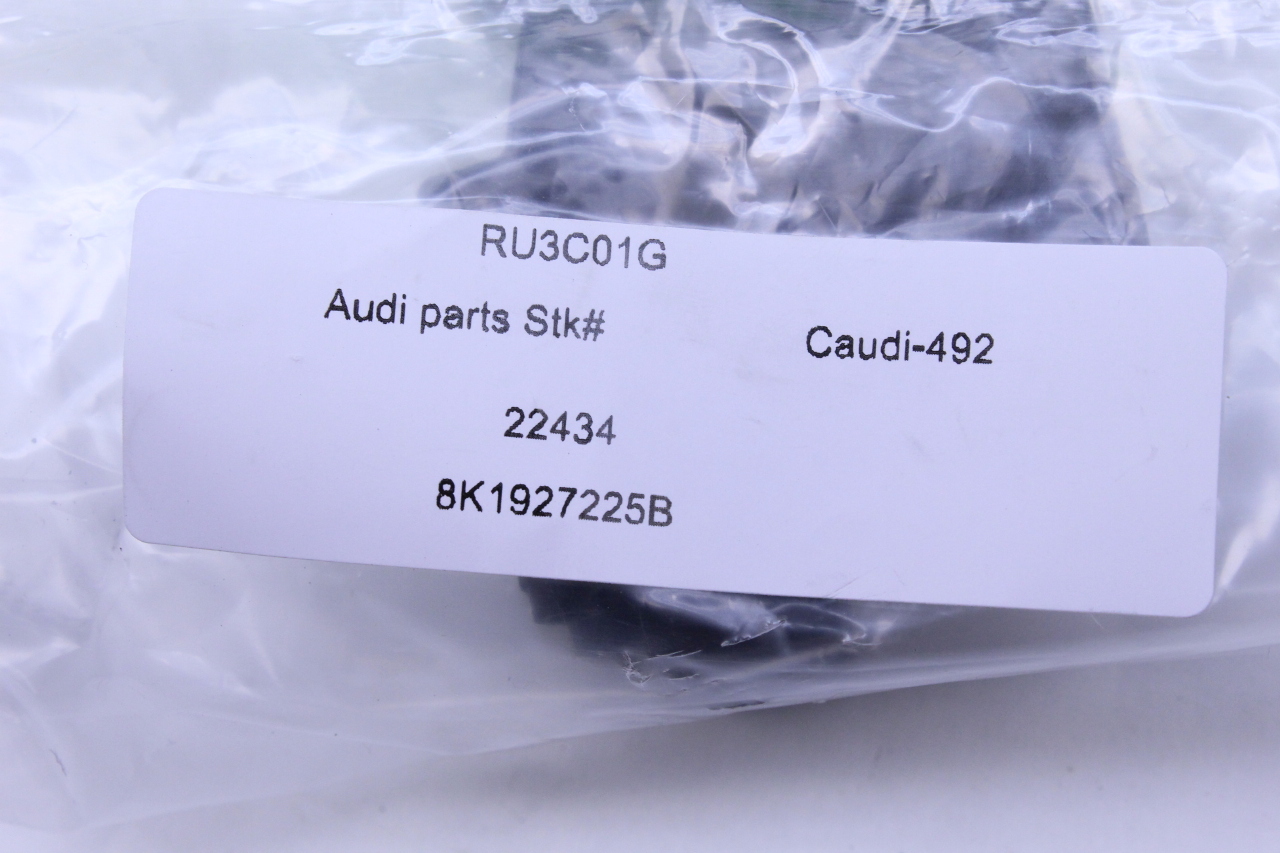 RU3C01G
Audi parts Stk#
Caudi-492
22434
8K1927225B